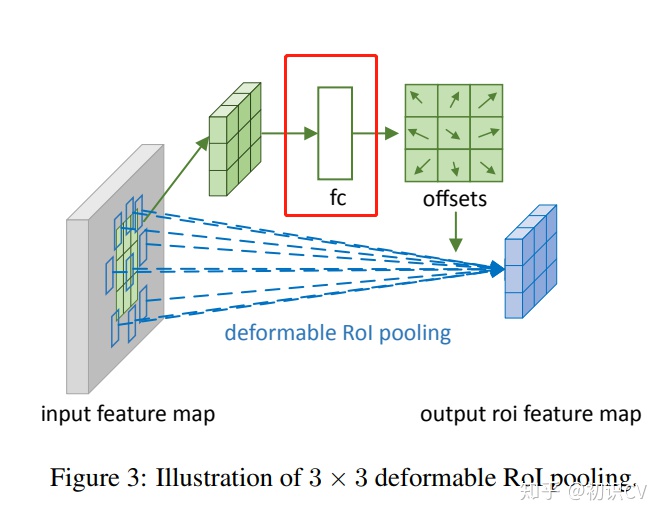 fc
offsets
deformable RoI pooling
input feature map
output roi feature map
Figure 3: Illustration of 3 × 3 deformable RoI pooling.
知乎 @初识CV